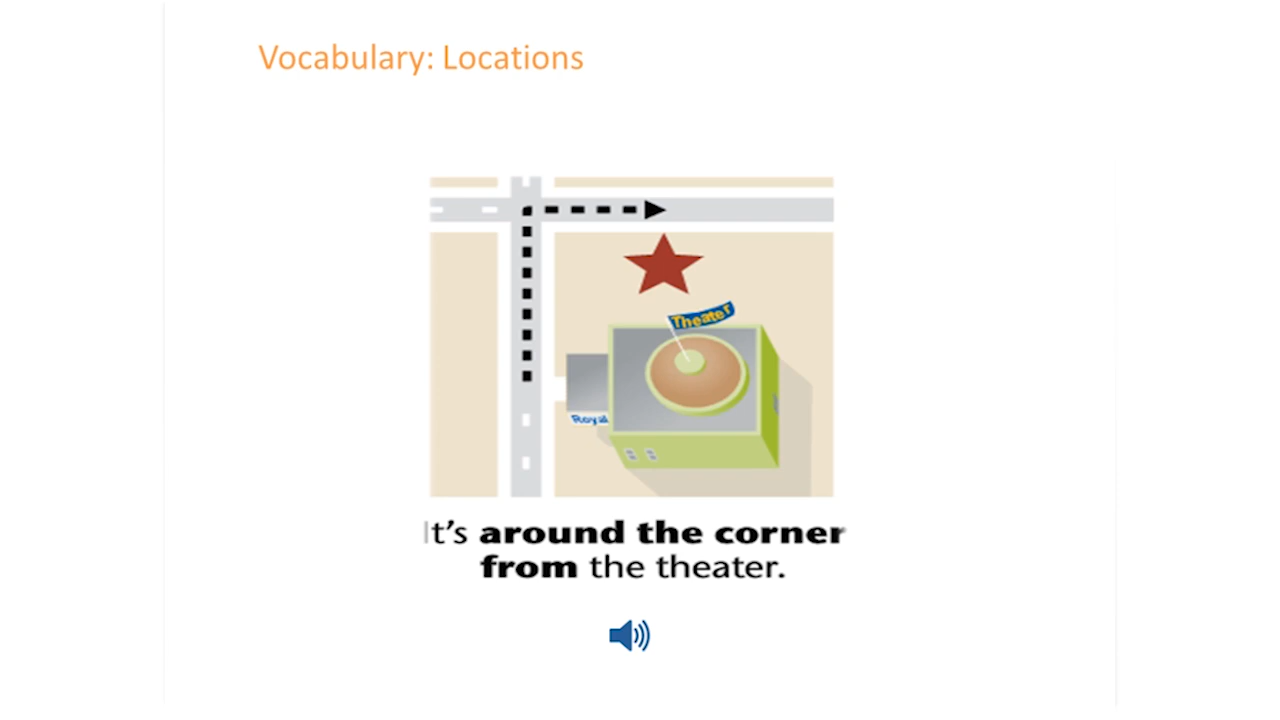 Vocabulary: Locations
Theater
Royal
It's around the corner
from the theater.